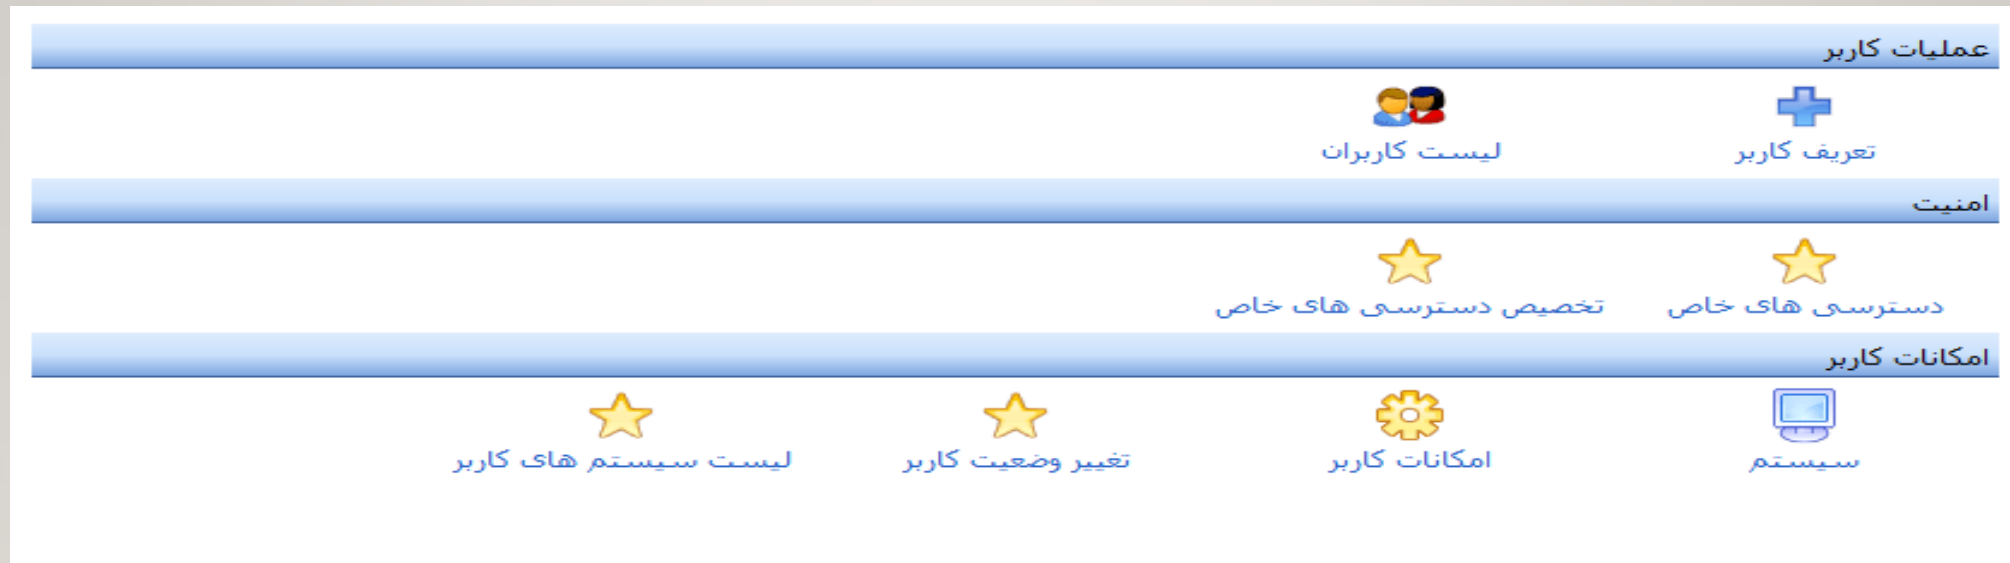 عملیات کاربر
تعریف کاربر
لیست کاربران
امنیت
دسترسی های خاص
تخصیص دسترسی های خاص
امکانات کاربر
سیستم
امکانات کاربر
تغییر وضعیت کاربر
لیست سیستم های کاربر